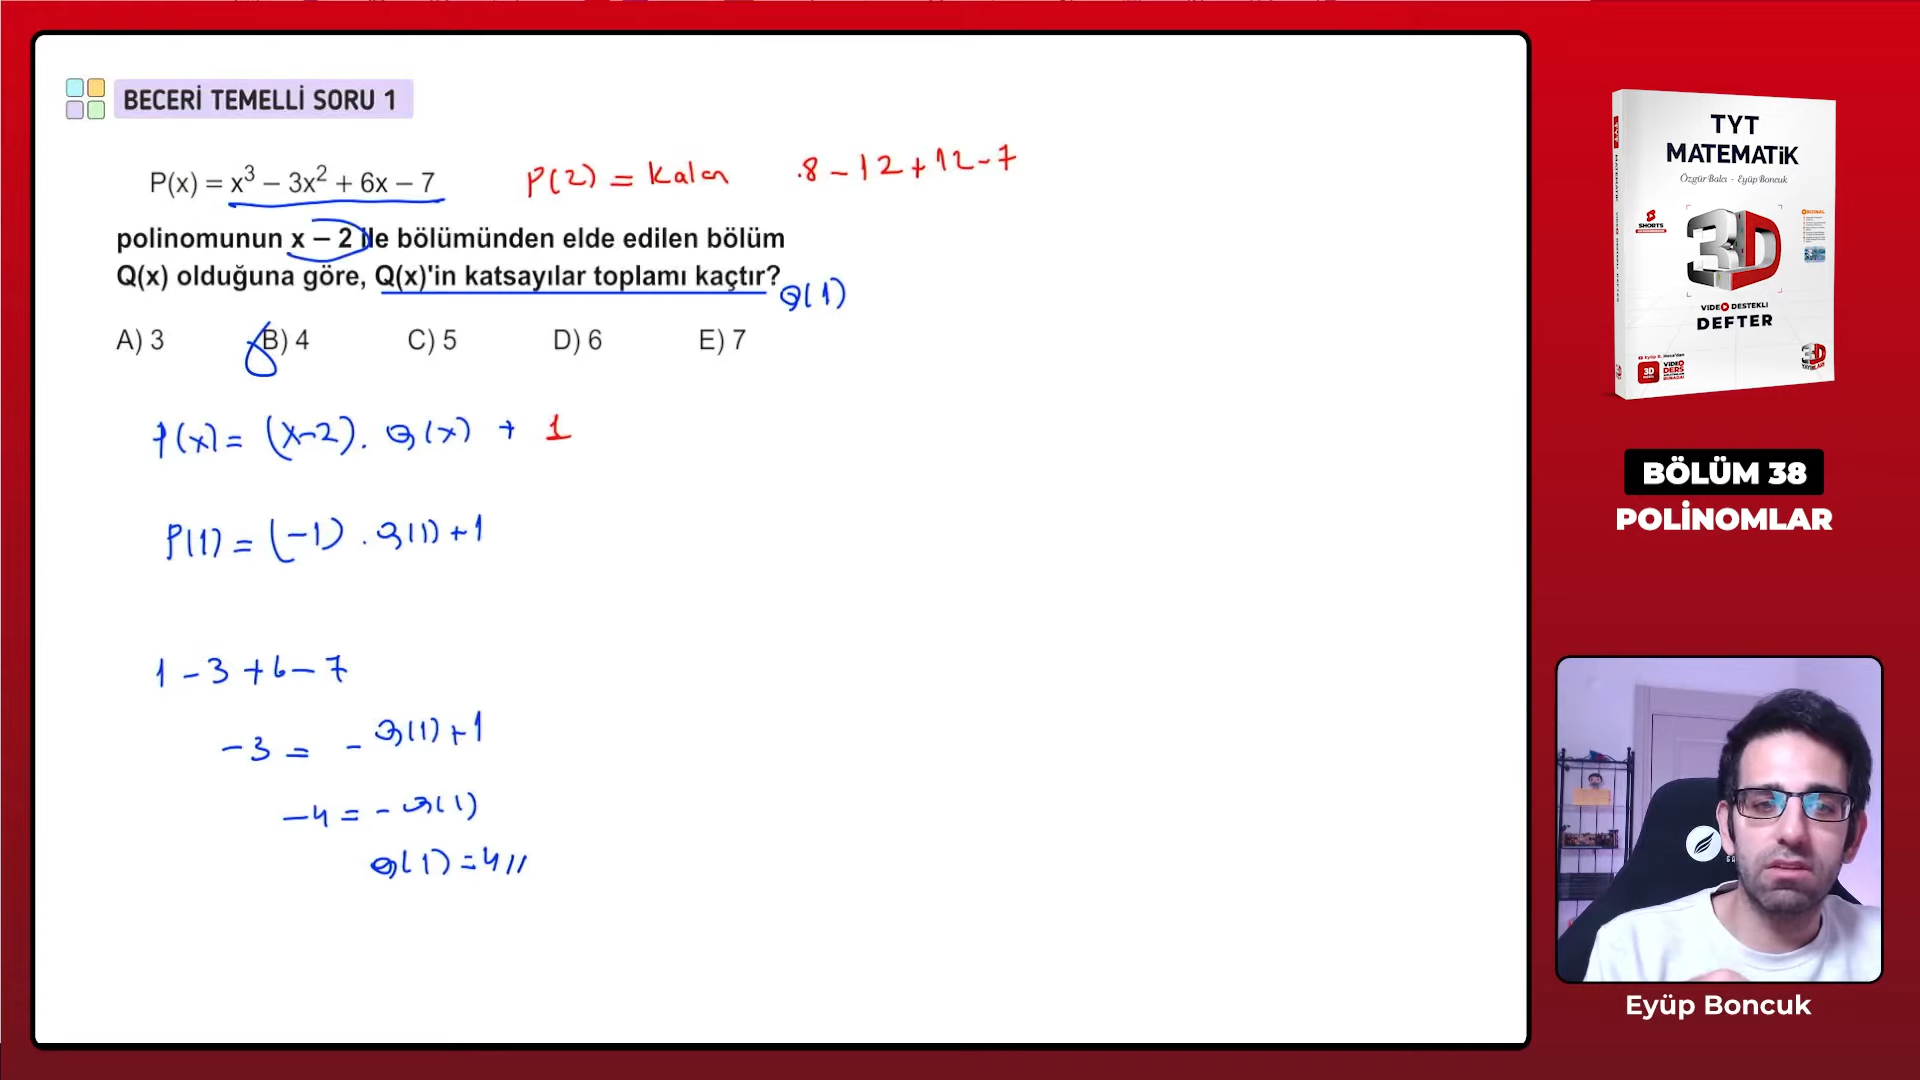 BECERİ TEMELLİ SORU 1
P(x) = x³ – 3x² + 6x – 7
P(2) = Kalan
8 - 12 + 12 - 7
polinomunun x – 2 ile bölümünden elde edilen bölüm
Q(x) olduğuna göre, Q(x)'in katsayılar toplamı kaçtır?
Q(1)
A) 3 B) 4 C) 5 D) 6 E) 7
P(x) = (x-2). Q(x) + 1
P(1) = (-1) . Q(1) + 1
1 - 3 + 6 - 7
-3 = - Q(1) + 1
-4 = - Q(1)
Q(1) = 4 //
TYT
MATEMATİK
Özgür Balcı - Eyüp Boncuk
SHORTS
3D
VİDEO DESTEKLİ
DEFTER
3D
BÖLÜM 38
POLİNOMLAR
Eyüp Boncuk